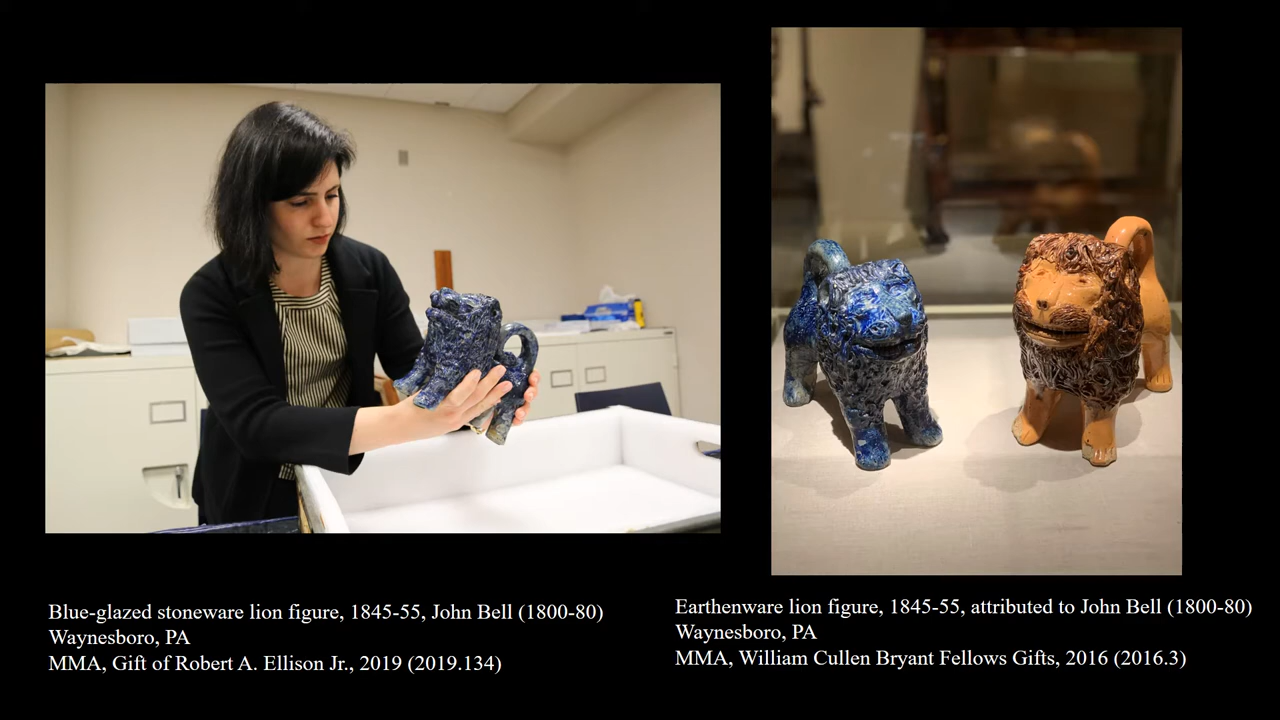 Blue-glazed stoneware lion figure, 1845-55, John Bell (1800-80)
Waynesboro, PA
MMA, Gift of Robert A. Ellison Jr., 2019 (2019.134)
Earthenware lion figure, 1845-55, attributed to John Bell (1800-80)
Waynesboro, PA
MMA, William Cullen Bryant Fellows Gifts, 2016 (2016.3)